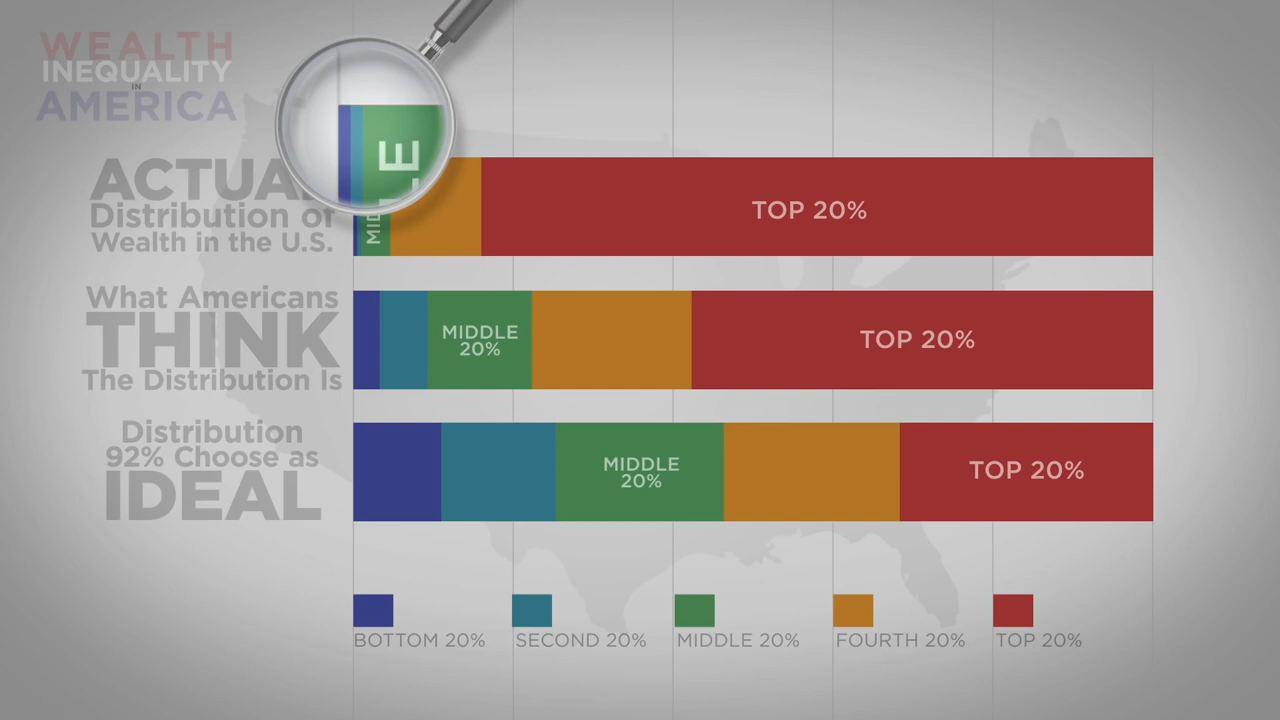 WEALTH
INEQUALITY
IN
AMERICA
Distribution of
Wealth in the U.S.
TOP 20%
What Americans
THINK
The Distribution Is
MIDDLE
20%
TOP 20%
Distribution
92% Choose as
IDEAL
MIDDLE
20%
TOP 20%
BOTTOM 20%
SECOND 20%
MIDDLE 20%
FOURTH 20%
TOP 20%